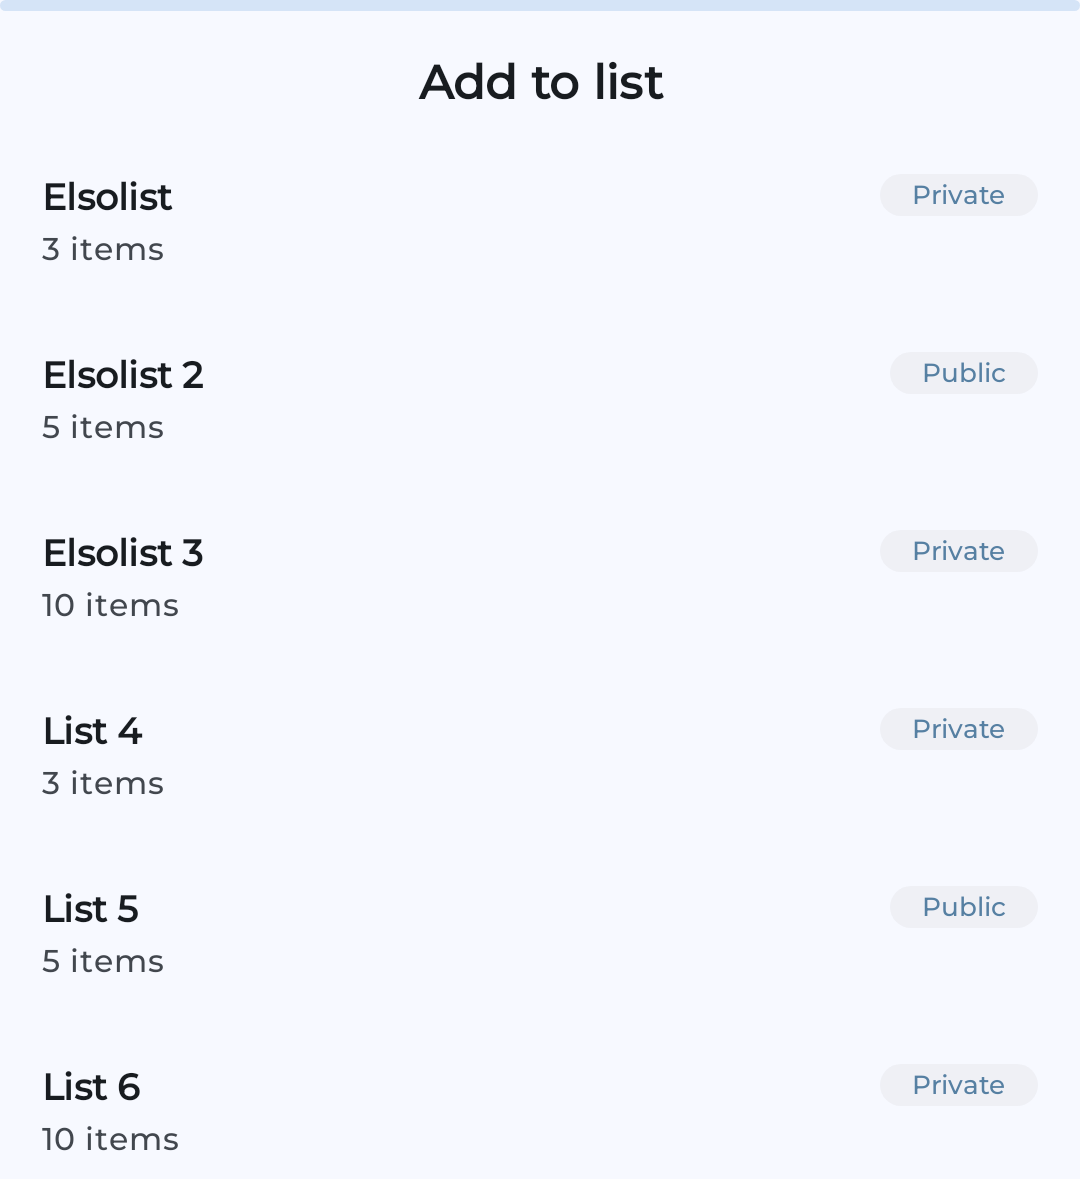 Add to list
Elsolist Private
3 items
Elsolist 2 Public
5 items
Elsolist 3 Private
10 items
List 4 Private
3 items
List 5 Public
5 items
List 6 Private
10 items